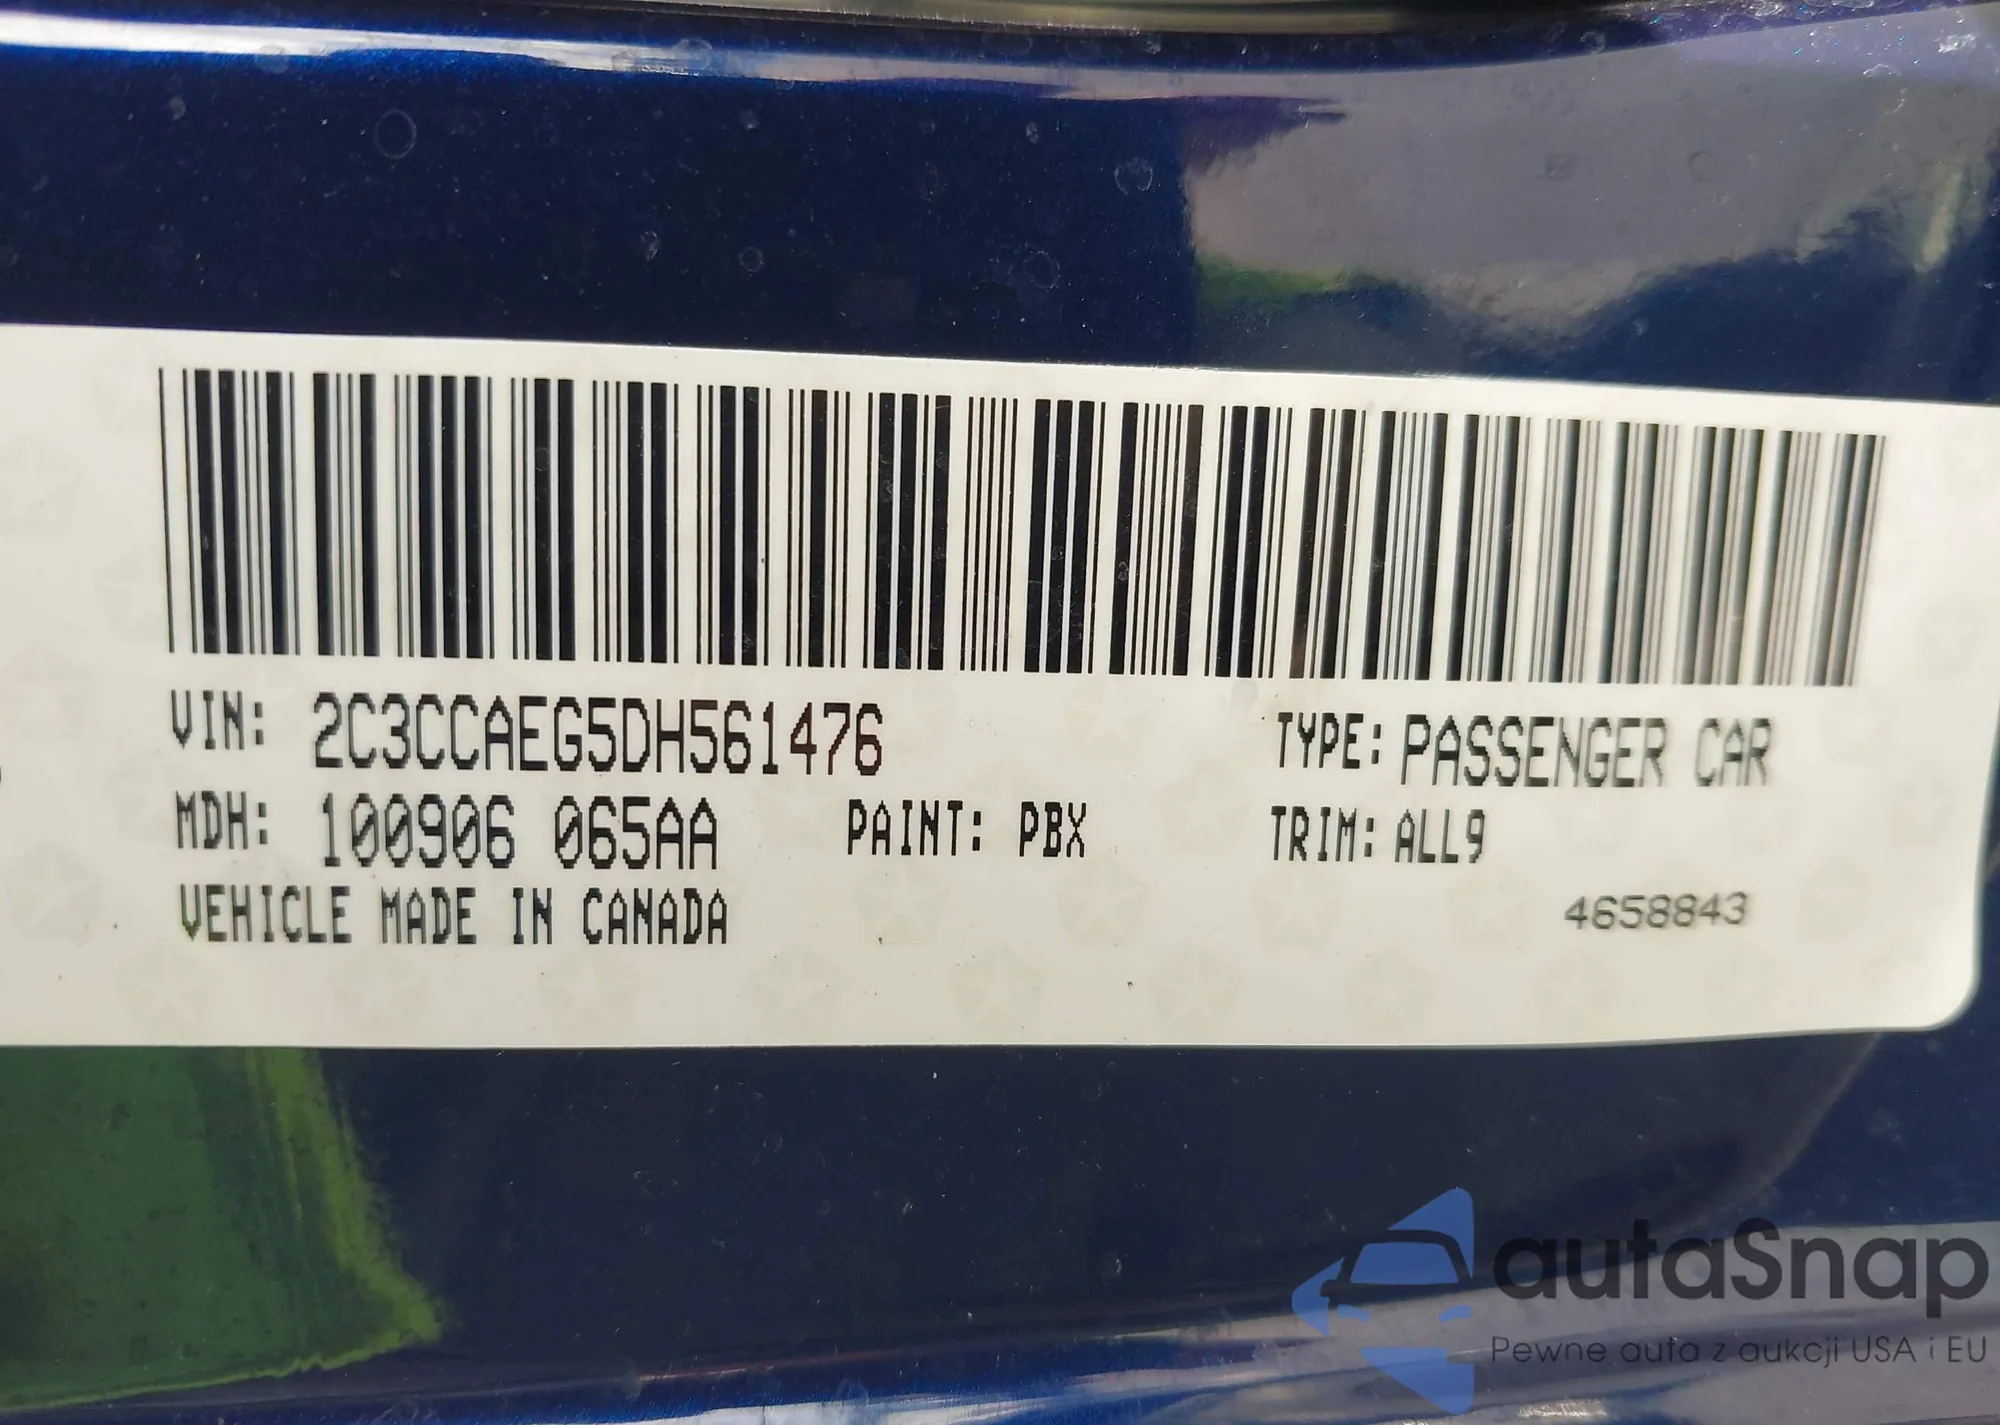 VIN: 2C3CCAEG5DH561476
TYPE: PASSENGER CAR
MDH: 100906 065AA
PAINT: PBX
TRIM: ALL9
VEHICLE MADE IN CANADA
4658843
autaSnap
Pewne auta z aukcji USA i EU